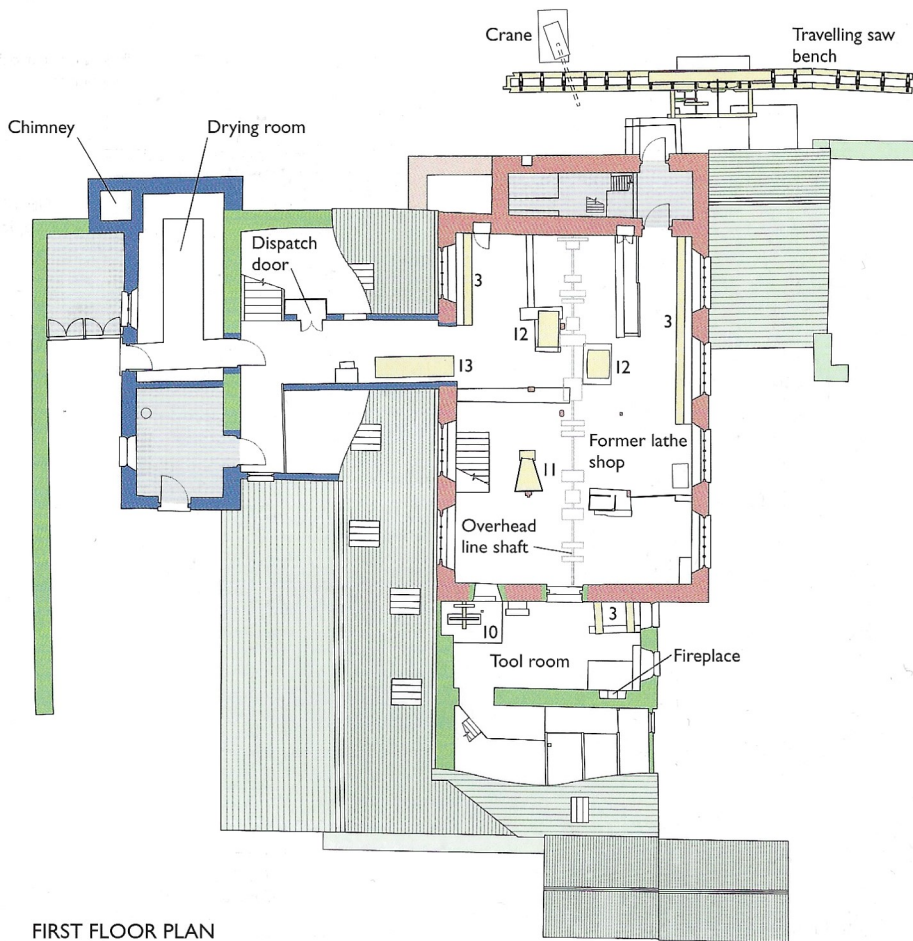 Crane
Travelling saw
bench
Chimney
Drying room
Dispatch
door
3
3
12
12
13
Former lathe
shop
11
Overhead
line shaft
3
10
Tool room
Fireplace
FIRST FLOOR PLAN